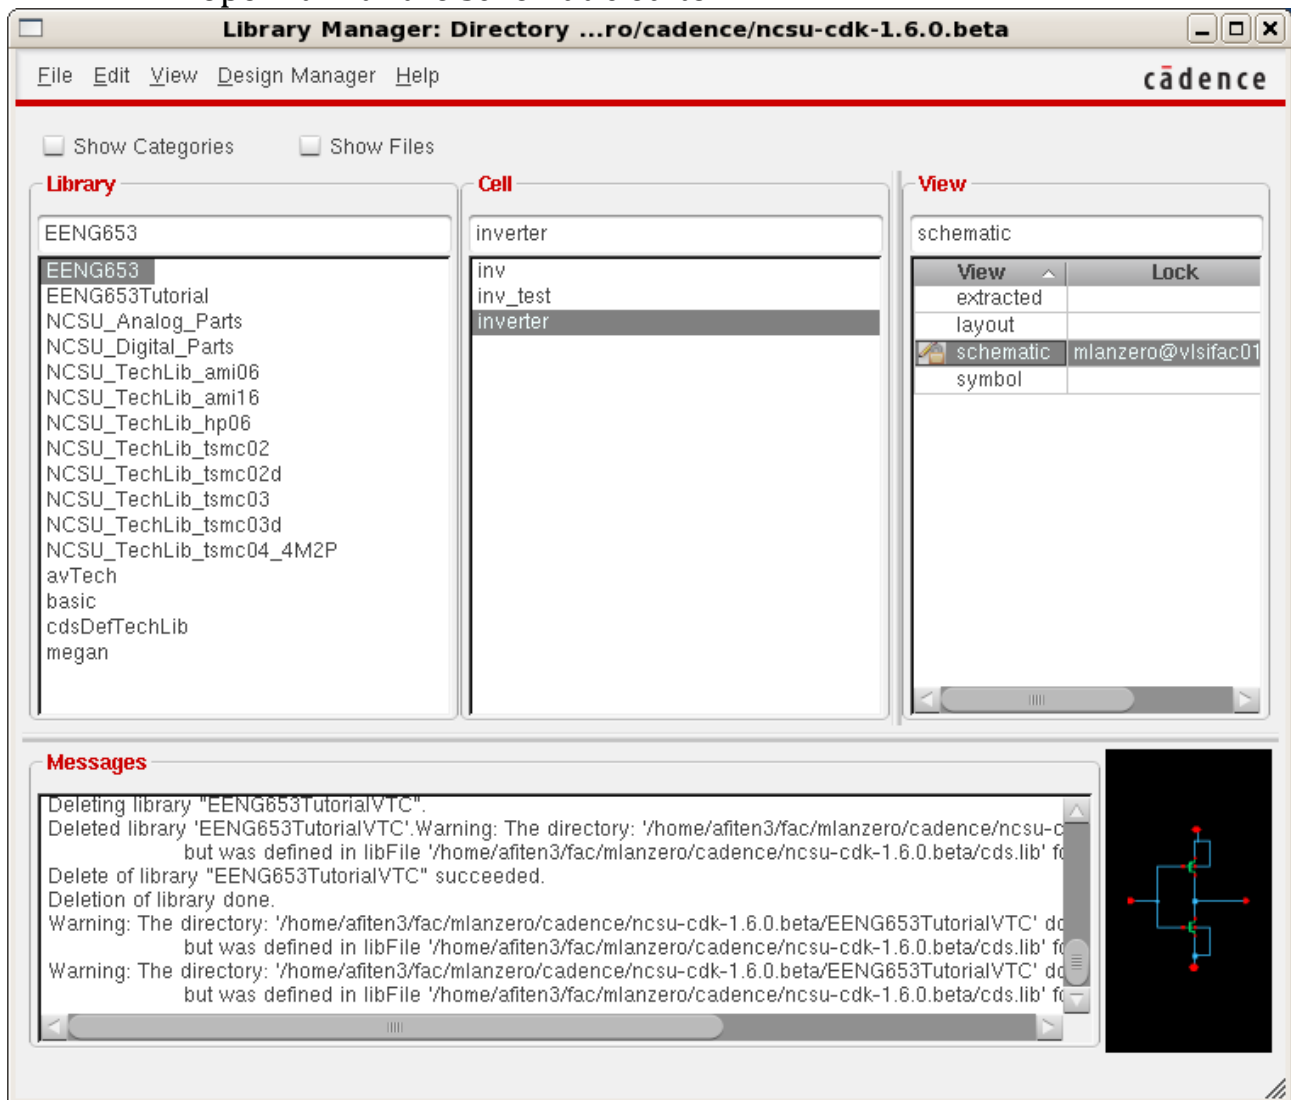 Library Manager: Directory ...ro/cadence/ncsu-cdk-1.6.0.beta
File Edit View Design Manager Help
cādence
Show Categories Show Files
Library
EENG653
EENG653
EENG653Tutorial
NCSU_Analog_Parts
NCSU_Digital_Parts
NCSU_TechLib_ami06
NCSU_TechLib_ami16
NCSU_TechLib_hp06
NCSU_TechLib_tsmc02
NCSU_TechLib_tsmc02d
NCSU_TechLib_tsmc03
NCSU_TechLib_tsmc03d
NCSU_TechLib_tsmc04_4M2P
avTech
basic
cdsDefTechLib
megan
Cell
inverter
inv
inv_test
inverter
View
schematic
View Lock
extracted
layout
schematic mlanzero@vlsifac01
symbol
Messages
Deleting library "EENG653TutorialVTC".
Deleted library 'EENG653TutorialVTC'.Warning: The directory: '/home/afiten3/fac/mlanzero/cadence/ncsu-c
but was defined in libFile '/home/afiten3/fac/mlanzero/cadence/ncsu-cdk-1.6.0.beta/cds.lib' fo
Delete of library "EENG653TutorialVTC" succeeded.
Deletion of library done.
Warning: The directory: '/home/afiten3/fac/mlanzero/cadence/ncsu-cdk-1.6.0.beta/EENG653TutorialVTC' do
but was defined in libFile '/home/afiten3/fac/mlanzero/cadence/ncsu-cdk-1.6.0.beta/cds.lib' fo
Warning: The directory: '/home/afiten3/fac/mlanzero/cadence/ncsu-cdk-1.6.0.beta/EENG653TutorialVTC' do
but was defined in libFile '/home/afiten3/fac/mlanzero/cadence/ncsu-cdk-1.6.0.beta/cds.lib' fo